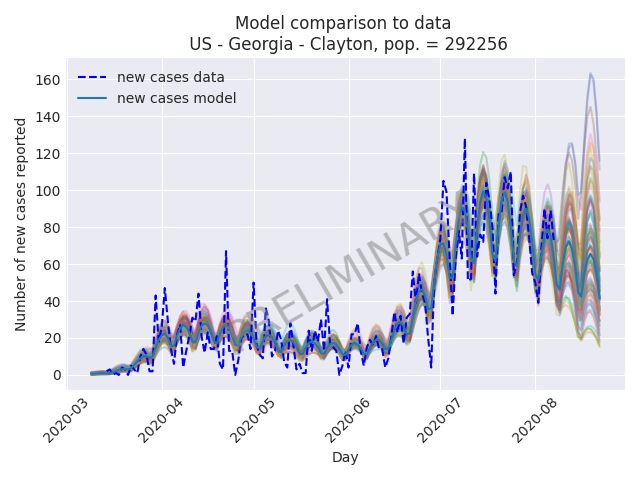 Model comparison to data
US - Georgia - Clayton, pop. = 292256
new cases data
new cases model
PRELIMINARY
Number of new cases reported
160
140
120
100
80
60
40
20
0
2020-03
2020-04
2020-05
2020-06
2020-07
2020-08
Day